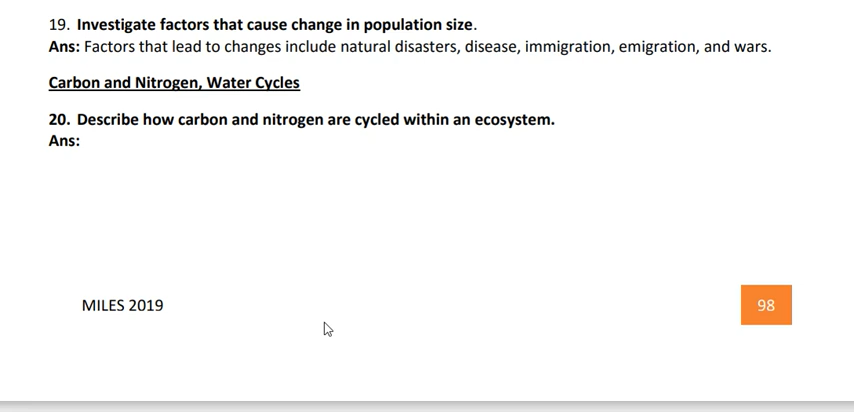 19. Investigate factors that cause change in population size.
Ans: Factors that lead to changes include natural disasters, disease, immigration, emigration, and wars.
Carbon and Nitrogen, Water Cycles
20. Describe how carbon and nitrogen are cycled within an ecosystem.
Ans:
MILES 2019
98